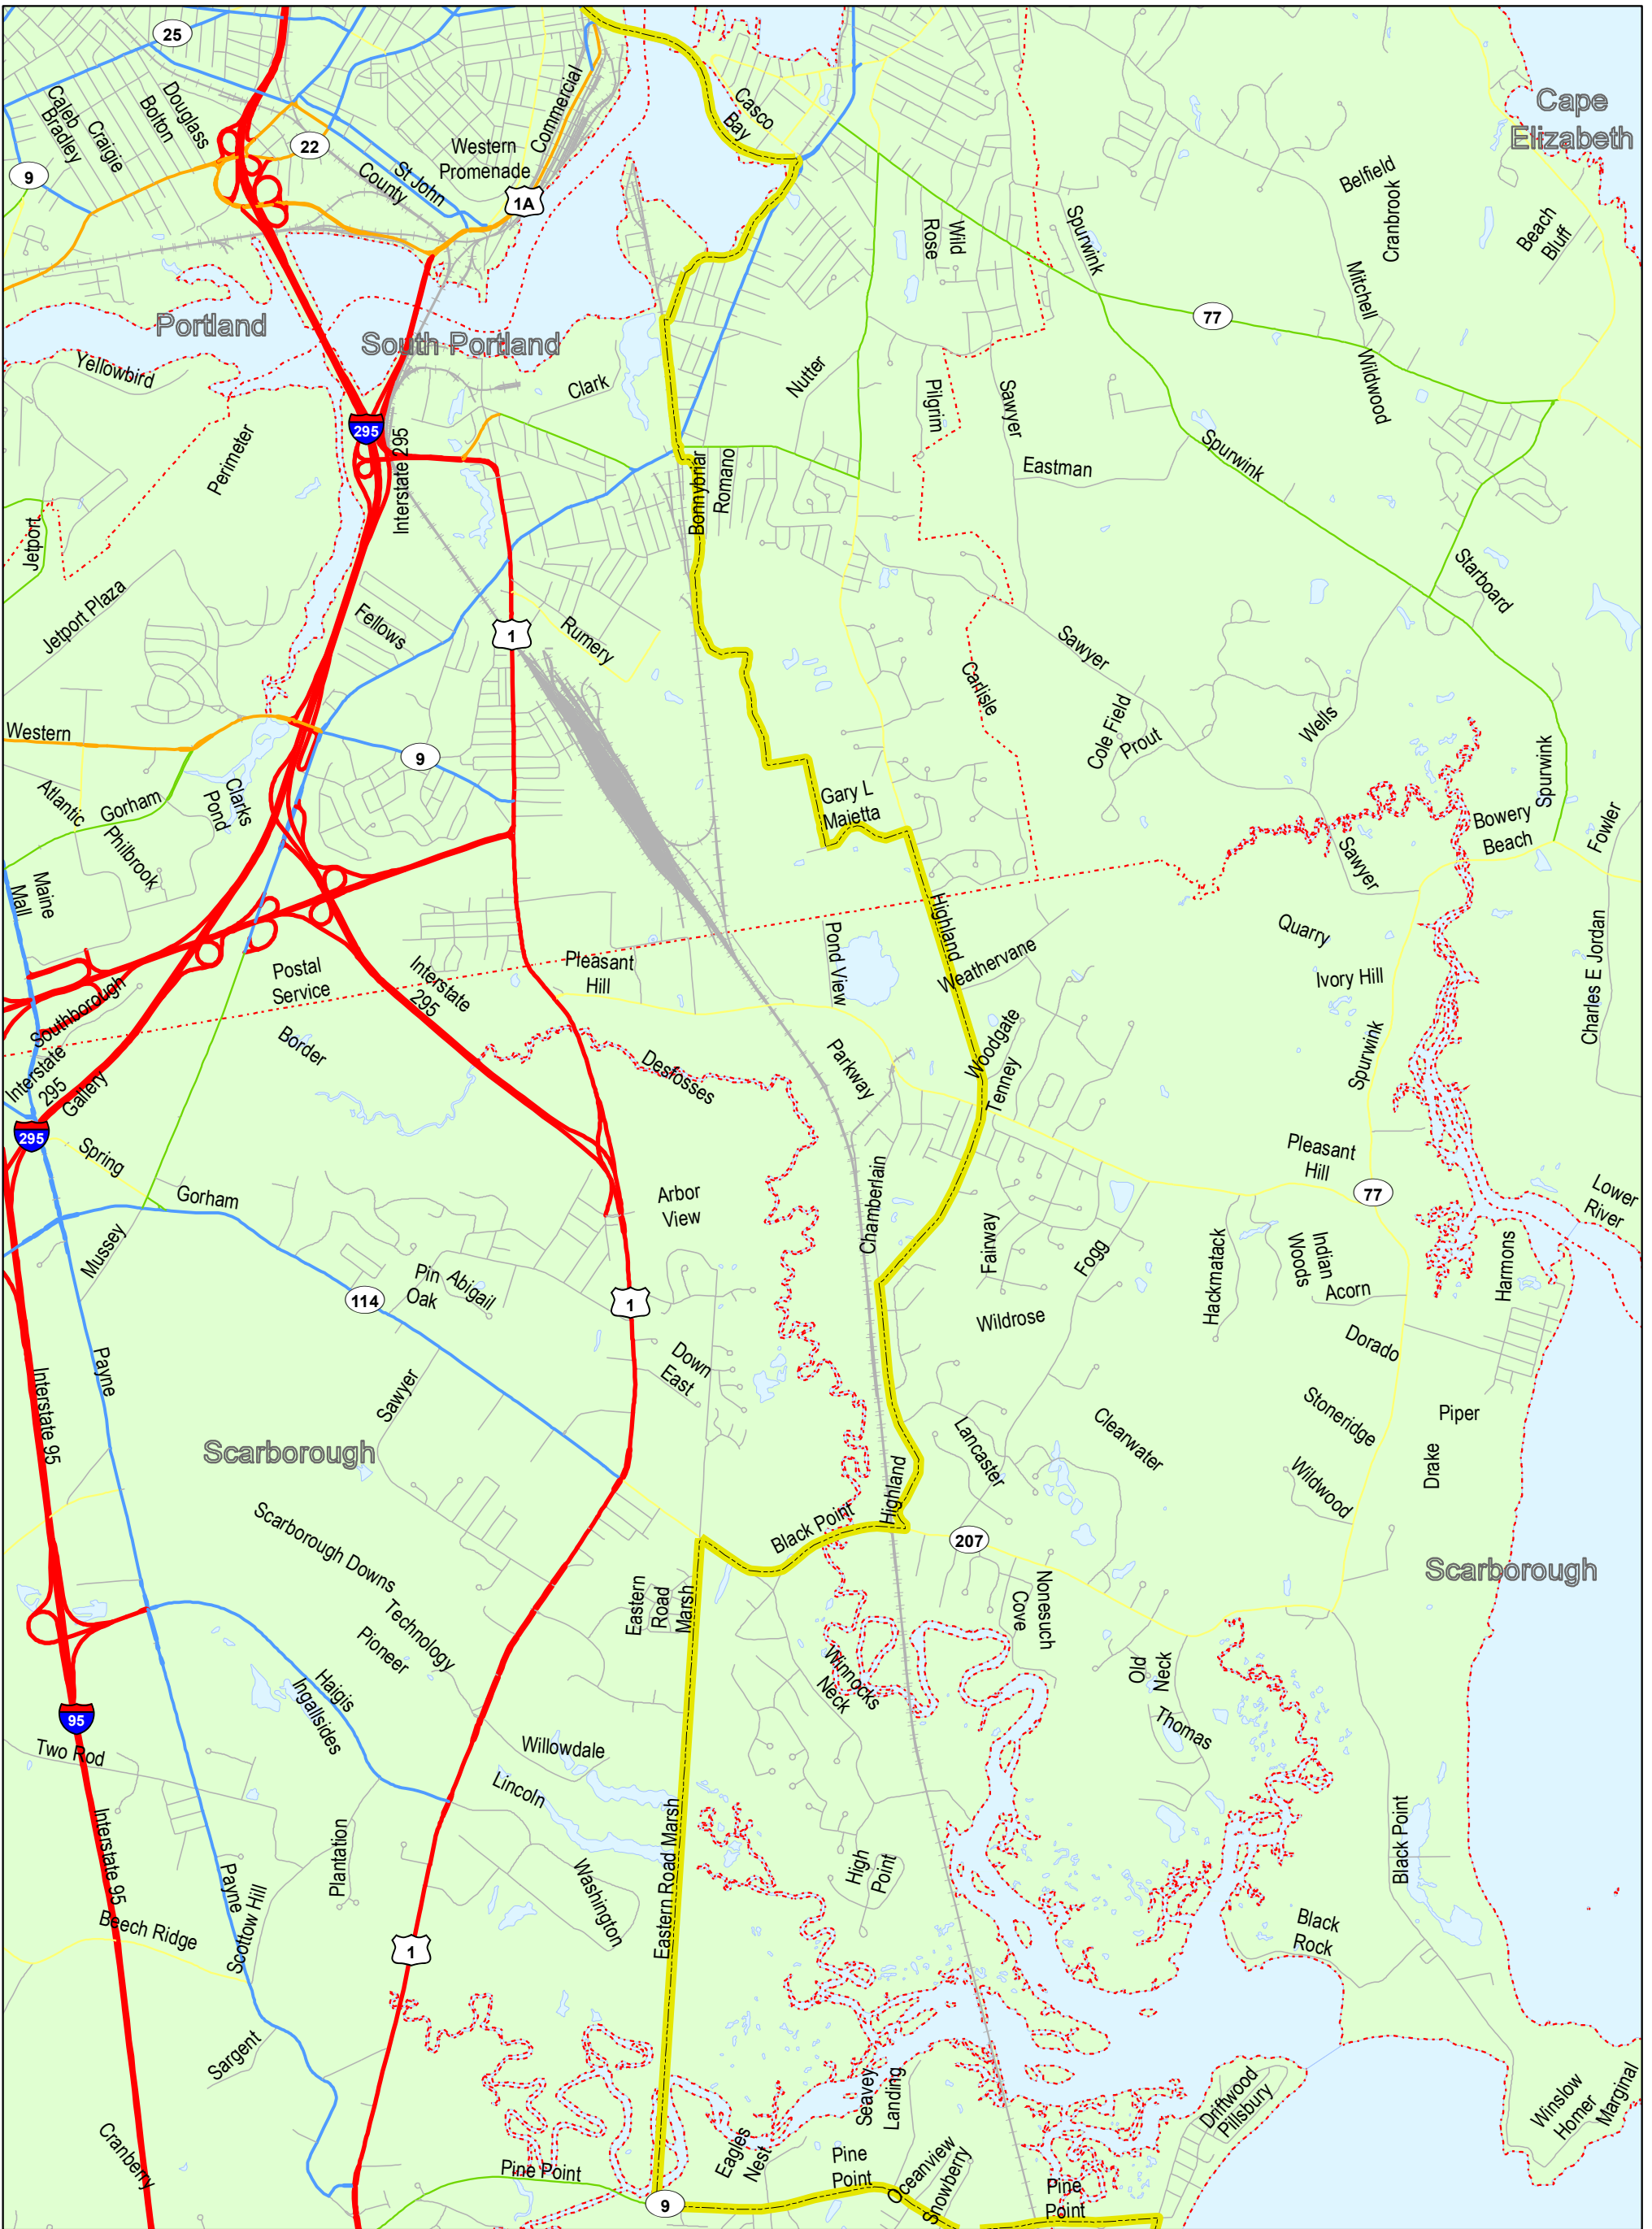 25
Cape
Elizabeth
Caleb
Bradley
Craigie
Douglass
Bolton
22
9
County
St John
Western
Promenade
Commercial
1A
Casco
Bay
Wild
Rose
Spurwink
Belfield
Cranbrook
Beach
Bluff
Mitchell
77
Portland
South Portland
Yellowbird
Clark
Nutter
Pilgrim
Sawyer
Wildwood
295
Perimeter
Interstate 295
Bonnybriar
Romano
Eastman
Spurwink
Jetport
Starboard
Jetport Plaza
Fellows
1
Rumery
Sawyer
Carlisle
Cole Field
Prout
Wells
Western
9
Spurwink
Atlantic
Gorham
Clarks
Pond
Philbrook
Gary L
Maietta
Bowery
Beach
Fowler
Sawyer
Maine
Mall
Highland
Quarry
Postal
Service
Interstate
295
Pleasant
Hill
Pond View
Weathervane
Ivory Hill
Charles E Jordan
Southborough
Border
Desfosses
Parkway
Woodgate
Tenney
Spurwink
Interstate
295
Gallery
295
Spring
Gorham
Mussey
Arbor
View
Chamberlain
Fairway
Fogg
Pleasant
Hill
77
Lower
River
Hackmatack
Indian
Woods
Acorn
Harmons
Pin
Oak
Abigail
114
1
Wildrose
Dorado
Down
East
Payne
Sawyer
Interstate 95
Scarborough
Lancaster
Clearwater
Stoneridge
Piper
Drake
Wildwood
Highland
Black Point
207
Scarborough
Scarborough Downs
Technology
Pioneer
Eastern
Road
Marsh
Nonesuch
Cove
Winnocks
Neck
Old
Neck
Thomas
Haigis
Ingallsides
95
Two Rod
Willowdale
Lincoln
Interstate 95
Plantation
Payne
Scottow Hill
Beech Ridge
Washington
Eastern Road Marsh
High
Point
Black Point
Black
Rock
1
Sargent
Cranberry
Seavey
Landing
Driftwood
Pillsbury
Winslow
Homer
Marginal
Pine Point
9
Eagles
Nest
Pine
Point
Oceanview
Snowberry
Pine
Point